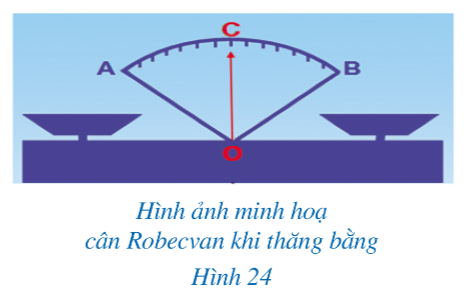 C
A
B
O
Hình ảnh minh hoạ
cân Robecvan khi thăng bằng
Hình 24